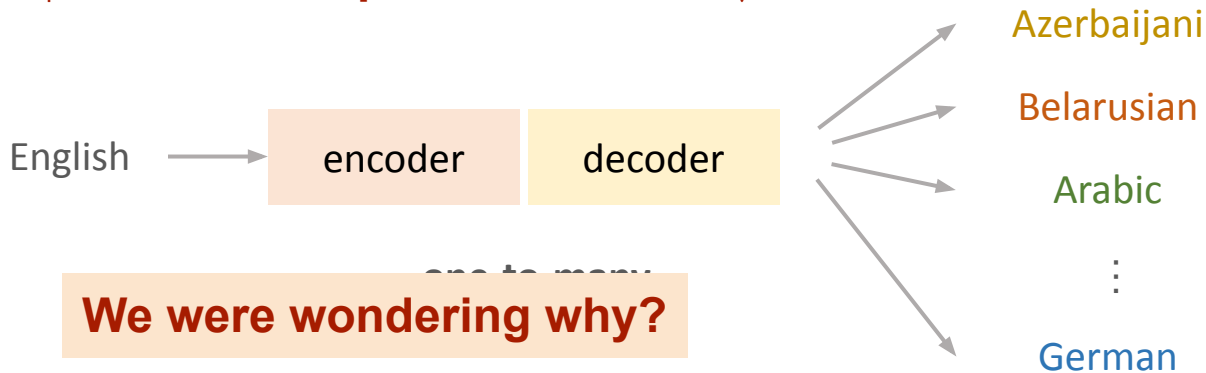 Azerbaijani
Belarusian
English
encoder
decoder
Arabic
⋮
We were wondering why?
German